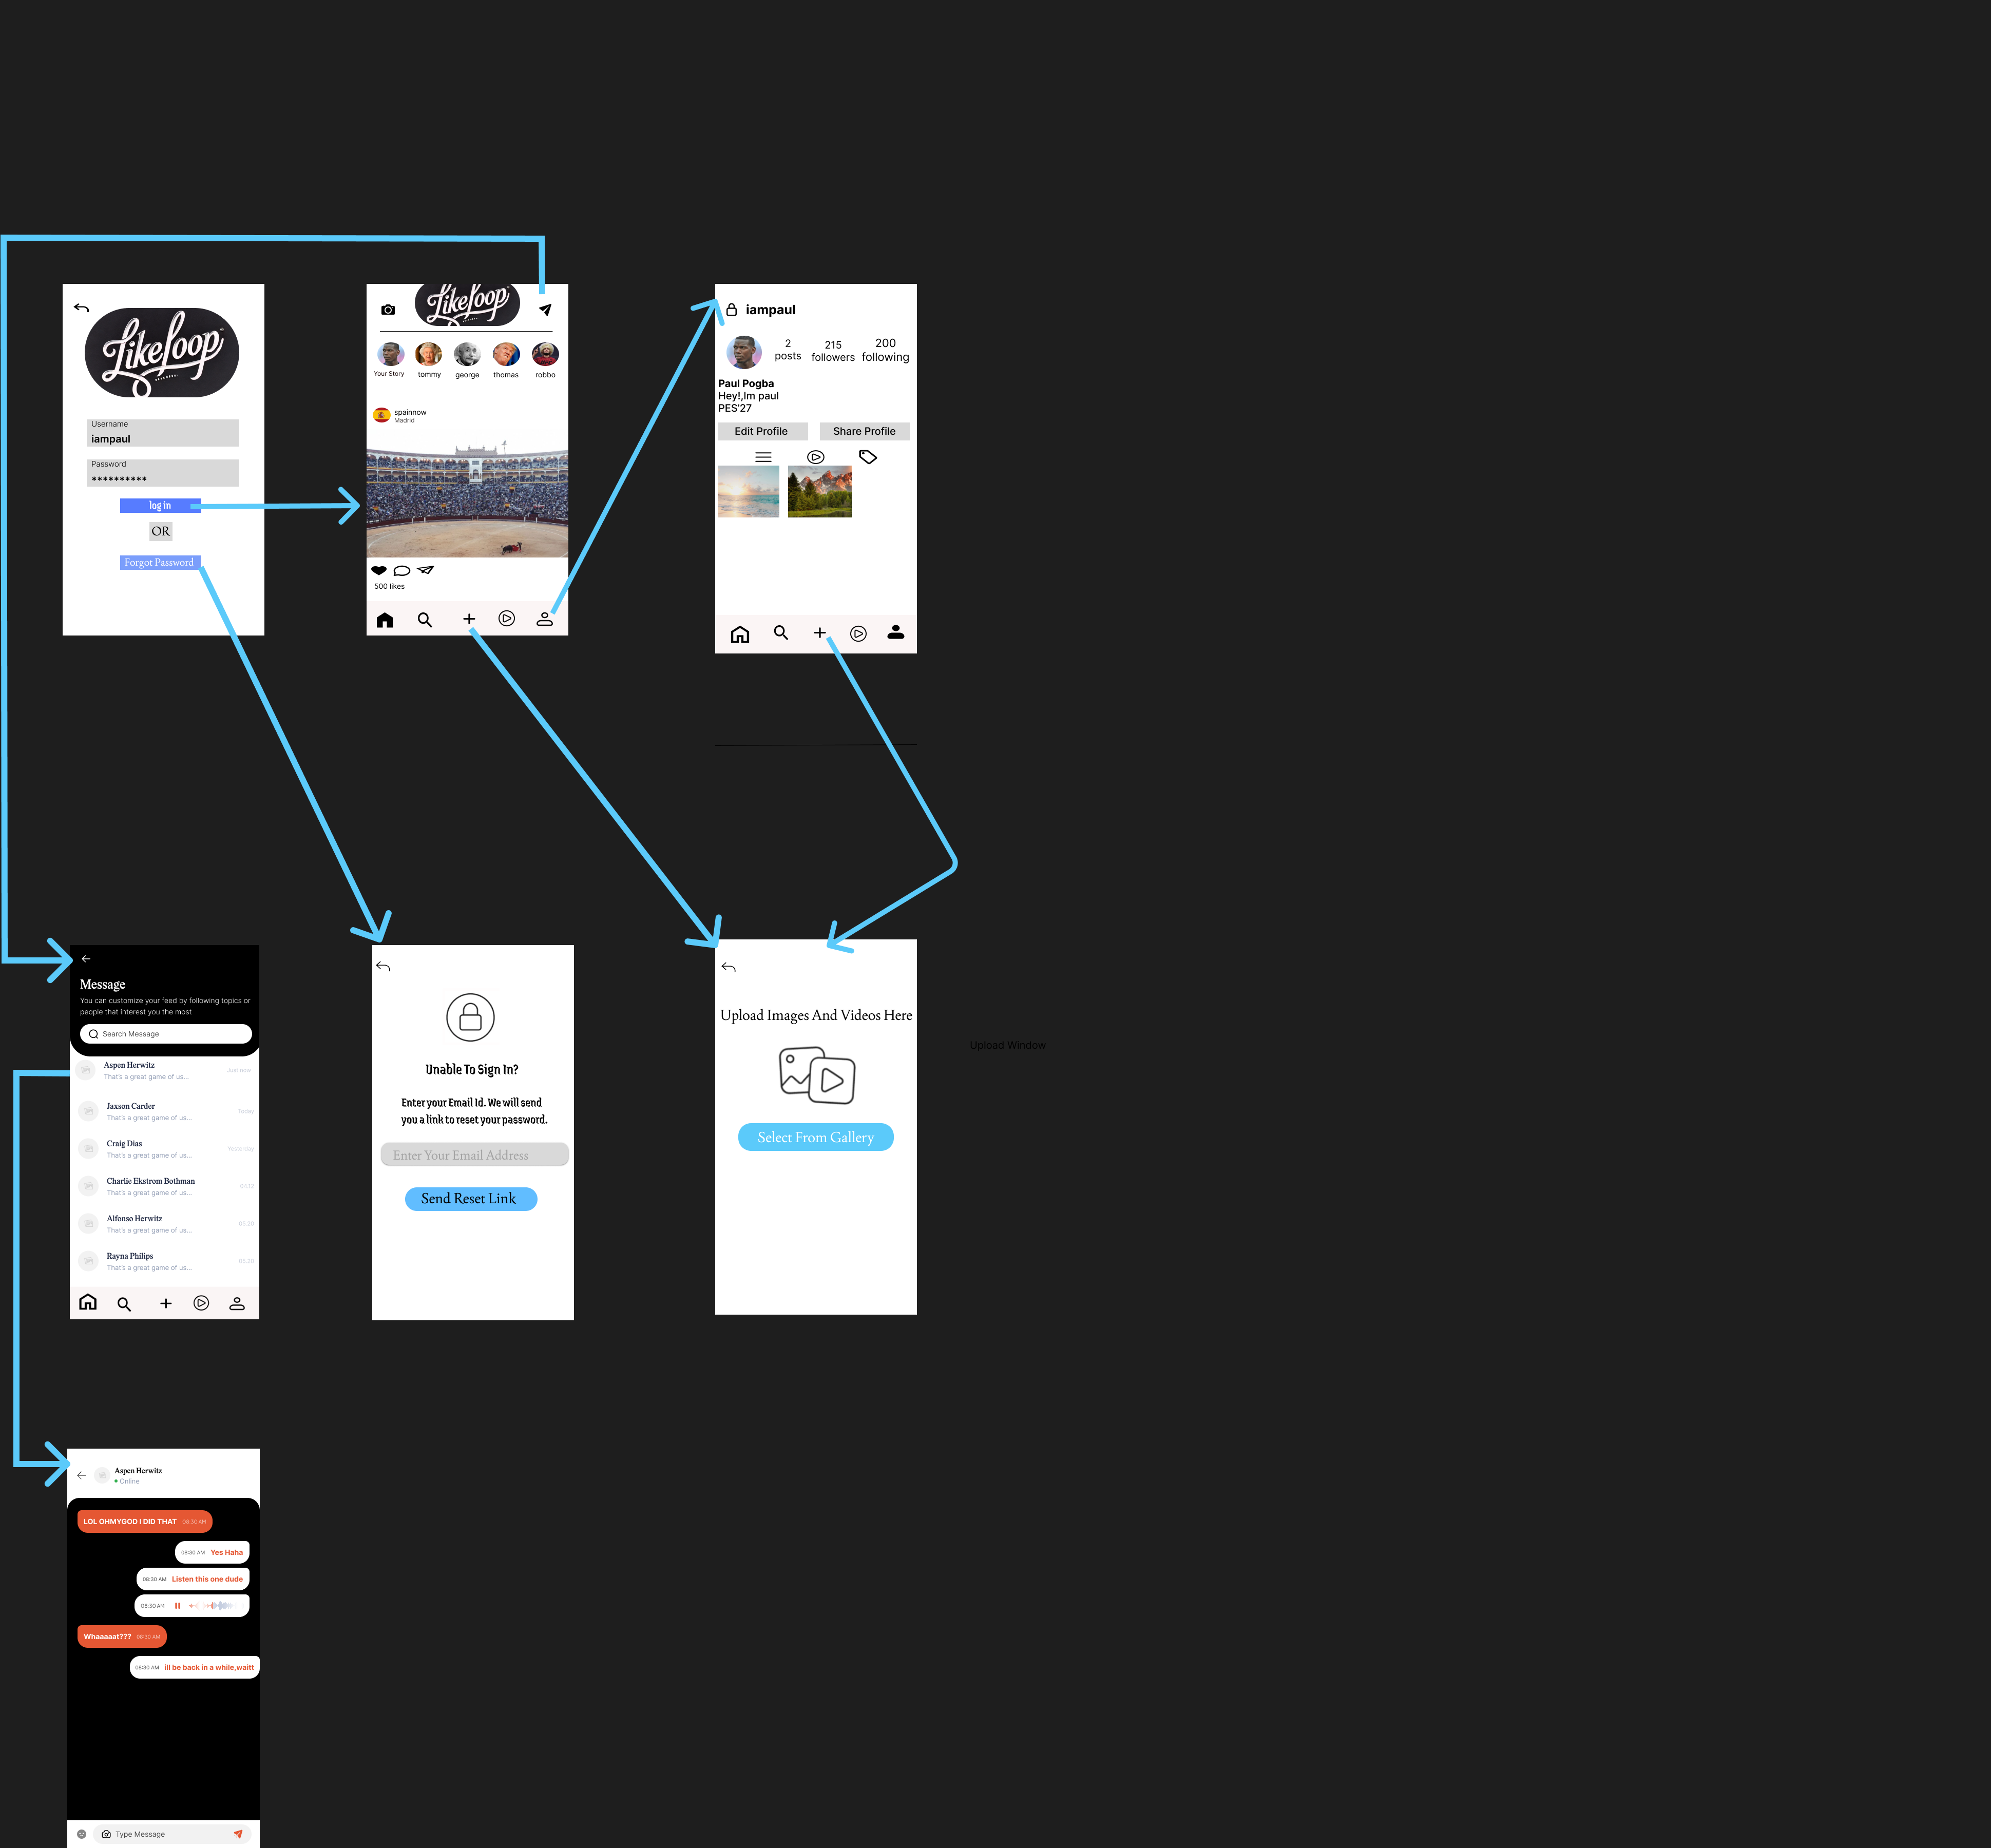 LikeLoop
Username
iampaul
Password
**********
log in
OR
Forgot Password
LikeLoop
Your Story
tommy
george
thomas
robbo
spainnow
Madrid
500 likes
iampaul
2
posts
215
followers
200
following
Paul Pogba
Hey!,Im paul
PES'27
Edit Profile
Share Profile
Message
You can customize your feed by following topics or
people that interest you the most
Search Message
Aspen Herwitz
Just now
That's a great game of us...
Jaxson Carder
Today
That's a great game of us...
Craig Dias
Yesterday
That's a great game of us...
Charlie Ekstrom Bothman
04.12
That's a great game of us...
Alfonso Herwitz
05.20
That's a great game of us...
Rayna Philips
05.20
That's a great game of us...
Unable To Sign In?
Enter your Email Id. We will send
you a link to reset your password.
Enter Your Email Address
Send Reset Link
Upload Images And Videos Here
Select From Gallery
Upload Window
Aspen Herwitz
Online
LOL OHMYGOD I DID THAT 08:30 AM
08:30 AM Yes Haha
08:30 AM Listen this one dude
08:30 AM
Whaaaaat??? 08:30 AM
08:30 AM ill be back in a while,waitt
Type Message